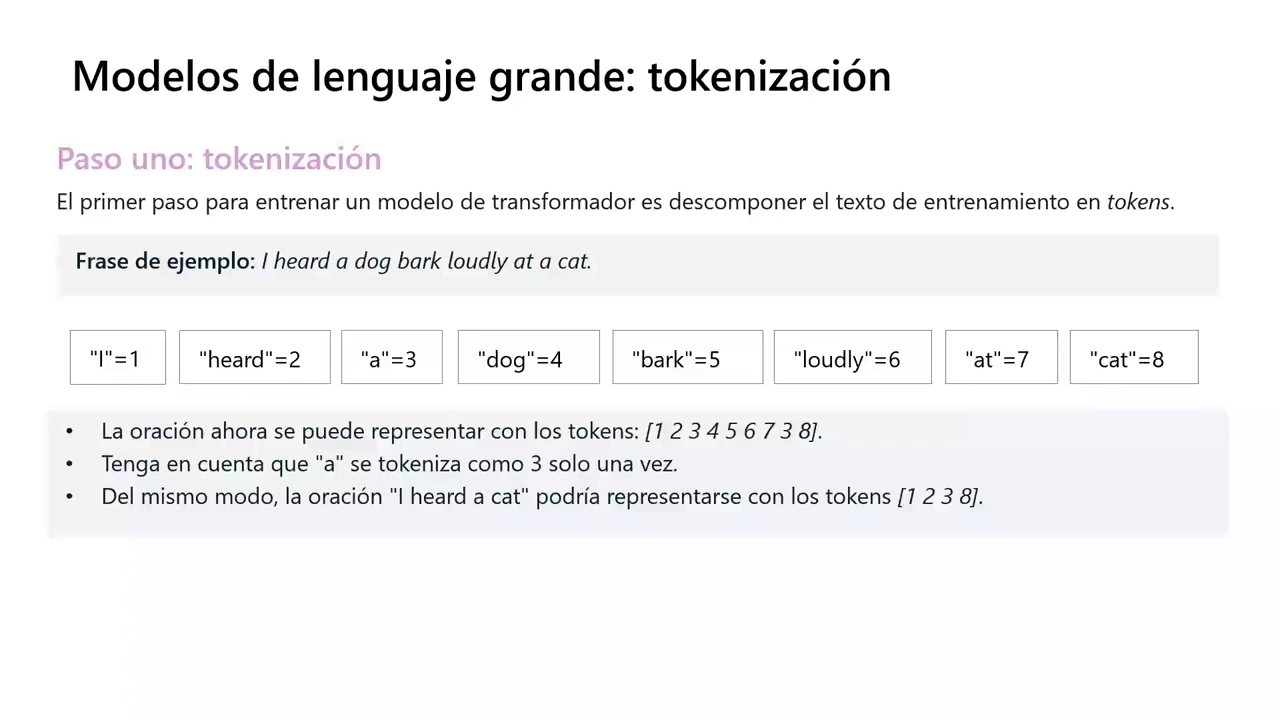 Modelos de lenguaje grande: tokenización
Paso uno: tokenización
El primer paso para entrenar un modelo de transformador es descomponer el texto de entrenamiento en tokens.
Frase de ejemplo: I heard a dog bark loudly at a cat.
"I"=1 "heard"=2 "a"=3 "dog"=4 "bark"=5 "loudly"=6 "at"=7 "cat"=8
• La oración ahora se puede representar con los tokens: [1 2 3 4 5 6 7 3 8].
• Tenga en cuenta que "a" se tokeniza como 3 solo una vez.
• Del mismo modo, la oración "I heard a cat" podría representarse con los tokens [1 2 3 8].